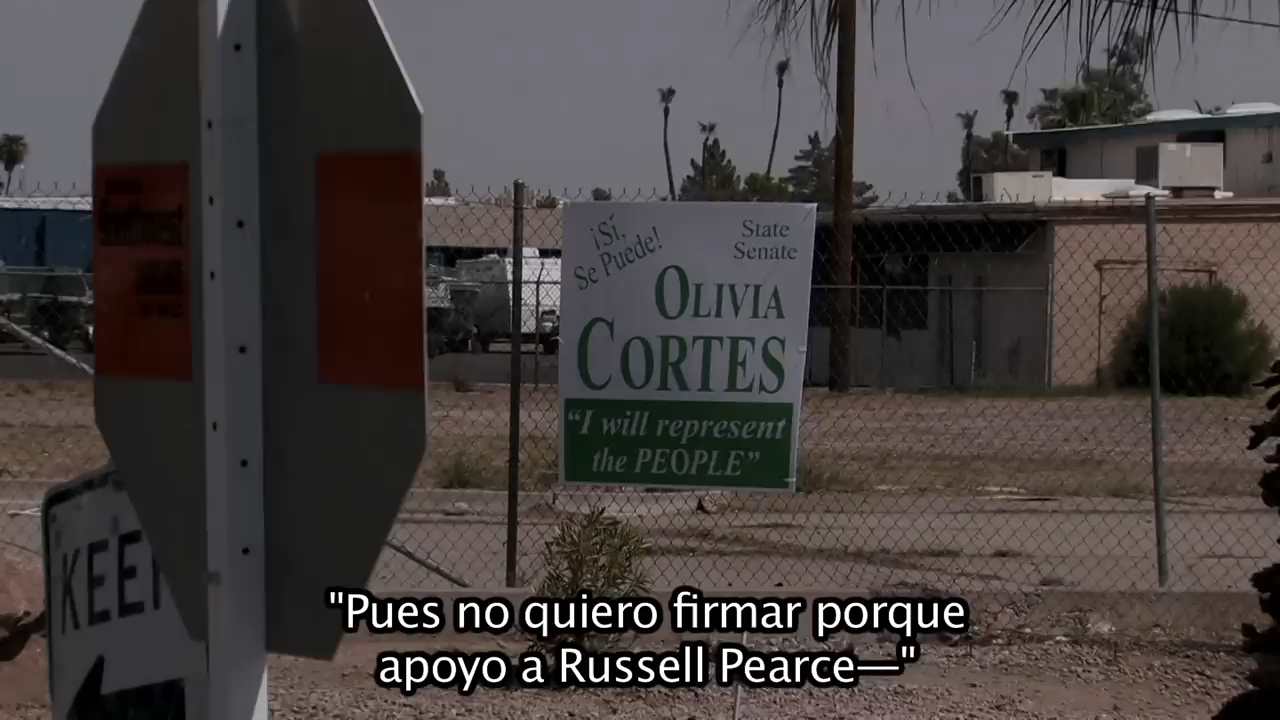 ¡Sí,
Se Puede!
State
Senate
OLIVIA
CORTES
“I will represent
the PEOPLE”
"Pues no quiero firmar porque
apoyo a Russell Pearce—"